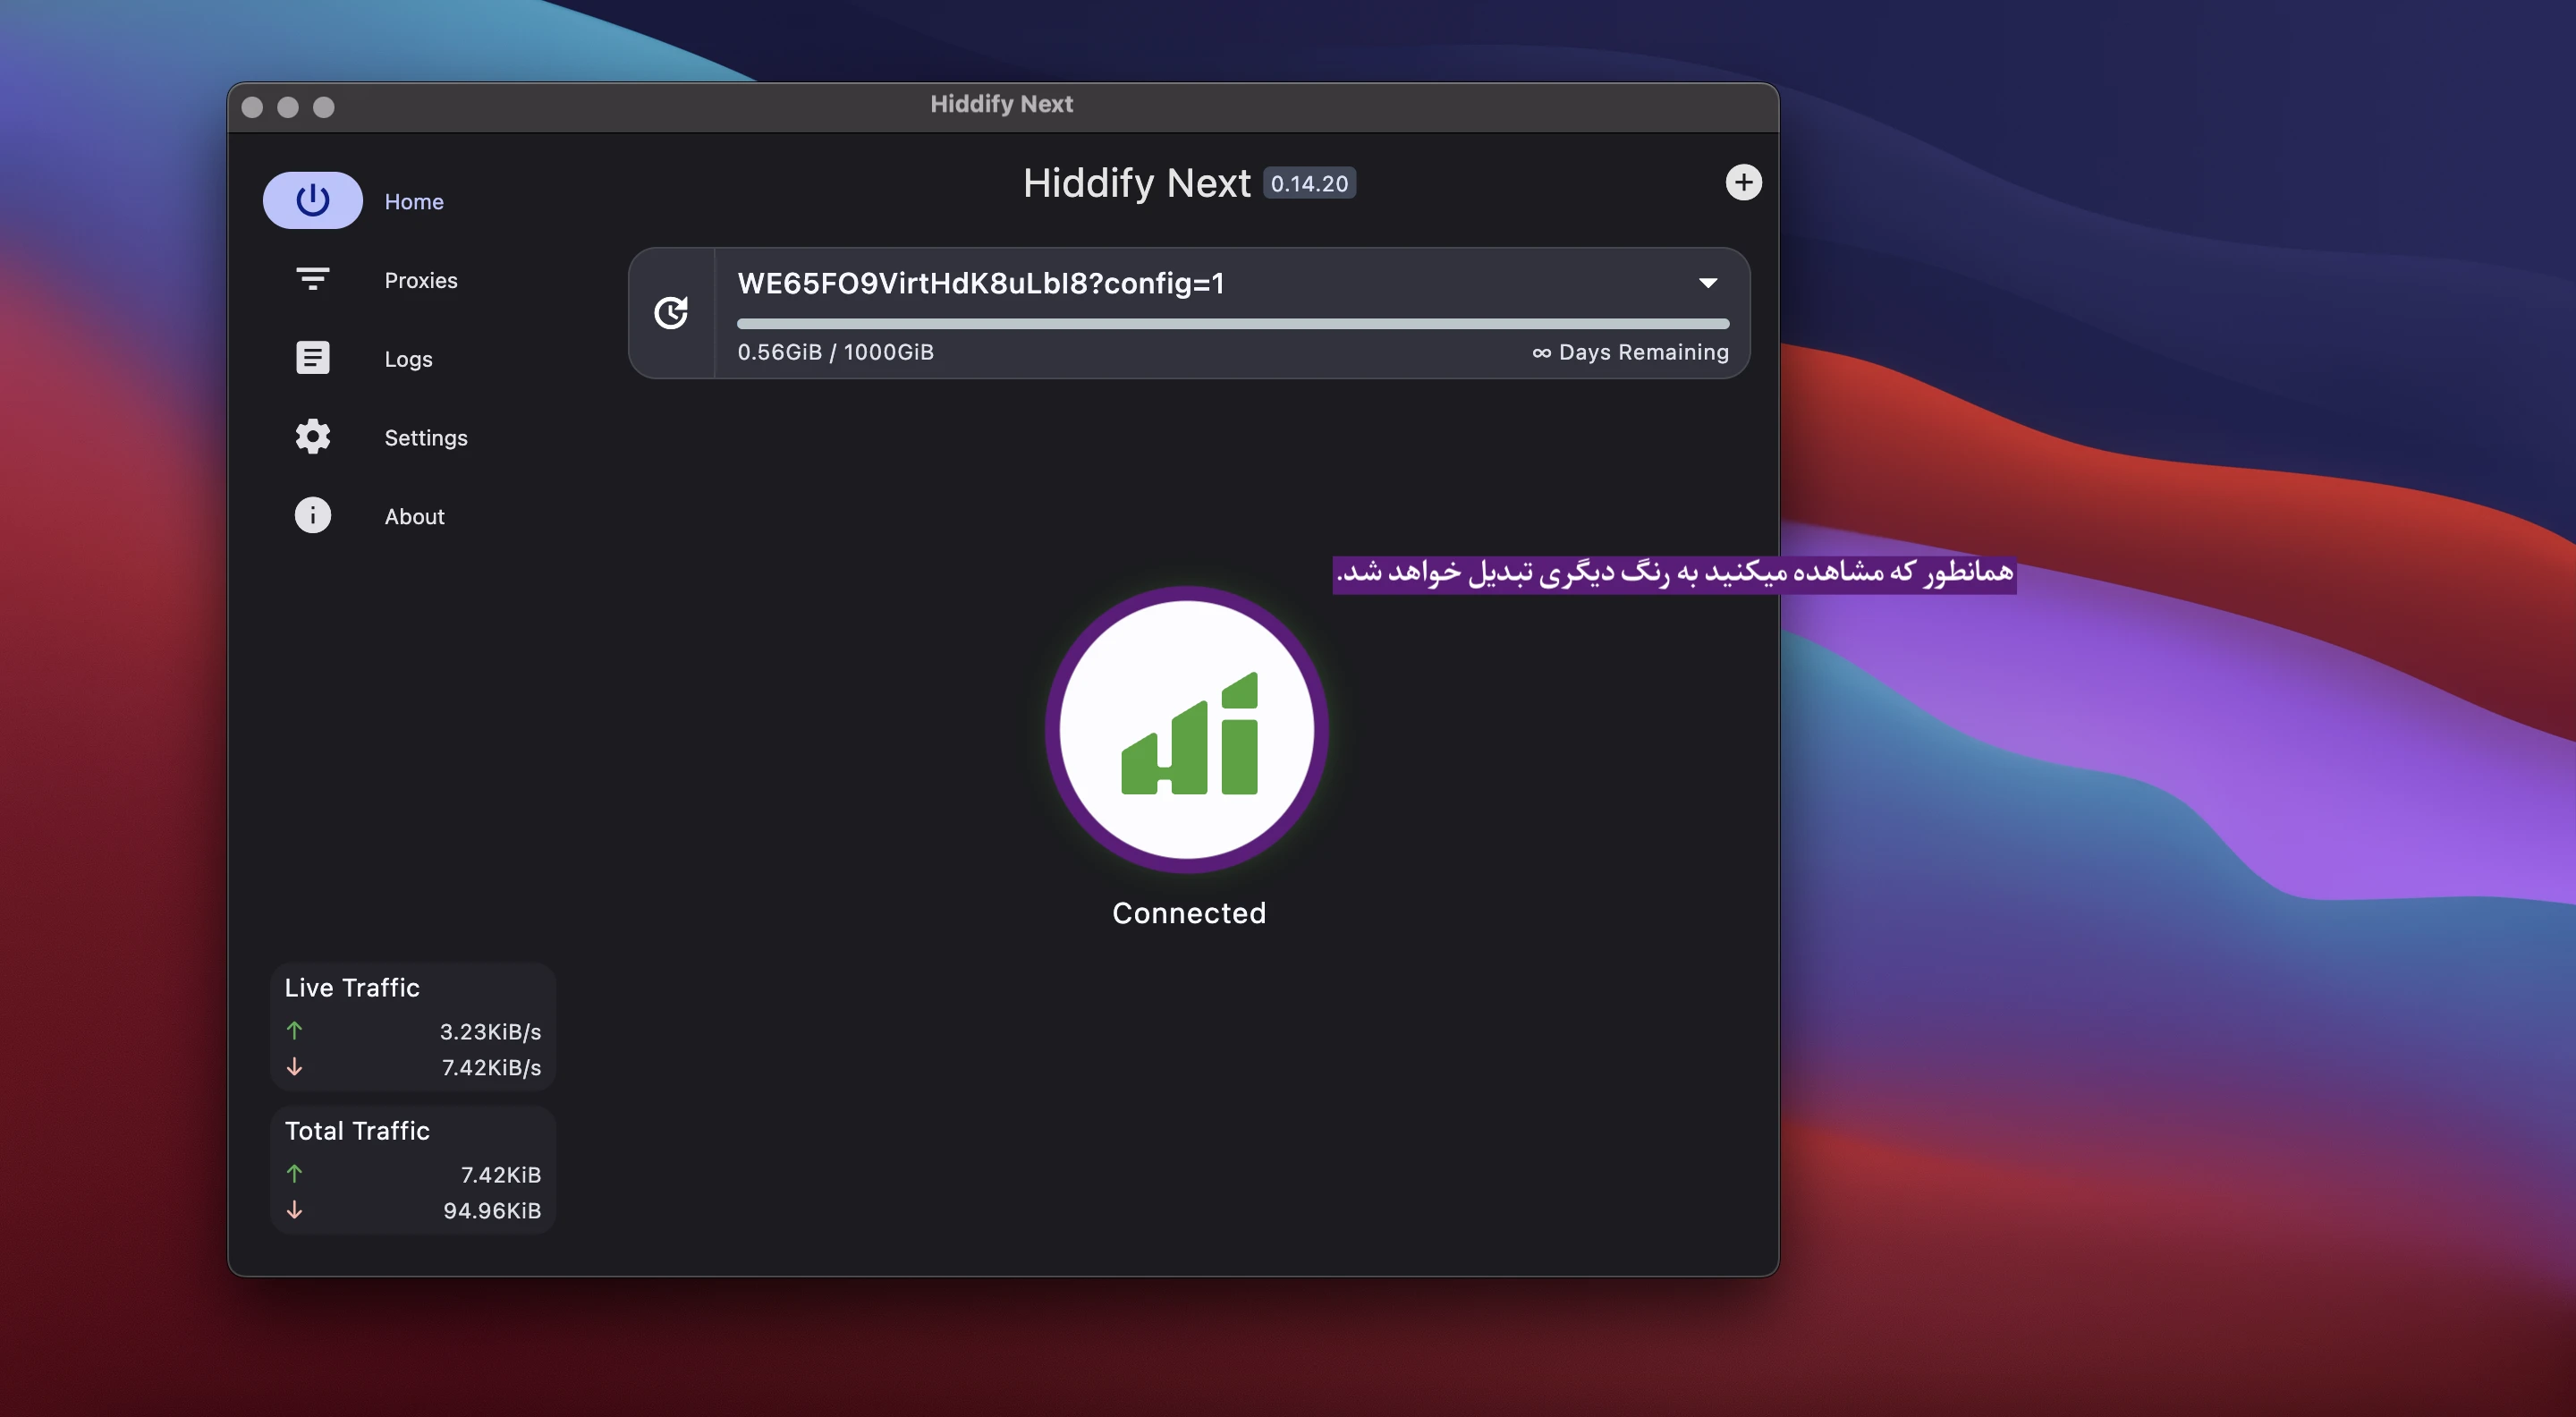 Hiddify Next
Hiddify Next 0.14.20
Home
Proxies
Logs
Settings
About
WE65FO9VirtHdK8uLbI8?config=1
0.56GiB / 1000GiB
∞ Days Remaining
همانطور که مشاهده میکنید به رنگ دیگری تبدیل خواهد شد.
Connected
Live Traffic
↑ 3.23KiB/s
↓ 7.42KiB/s
Total Traffic
↑ 7.42KiB
↓ 94.96KiB